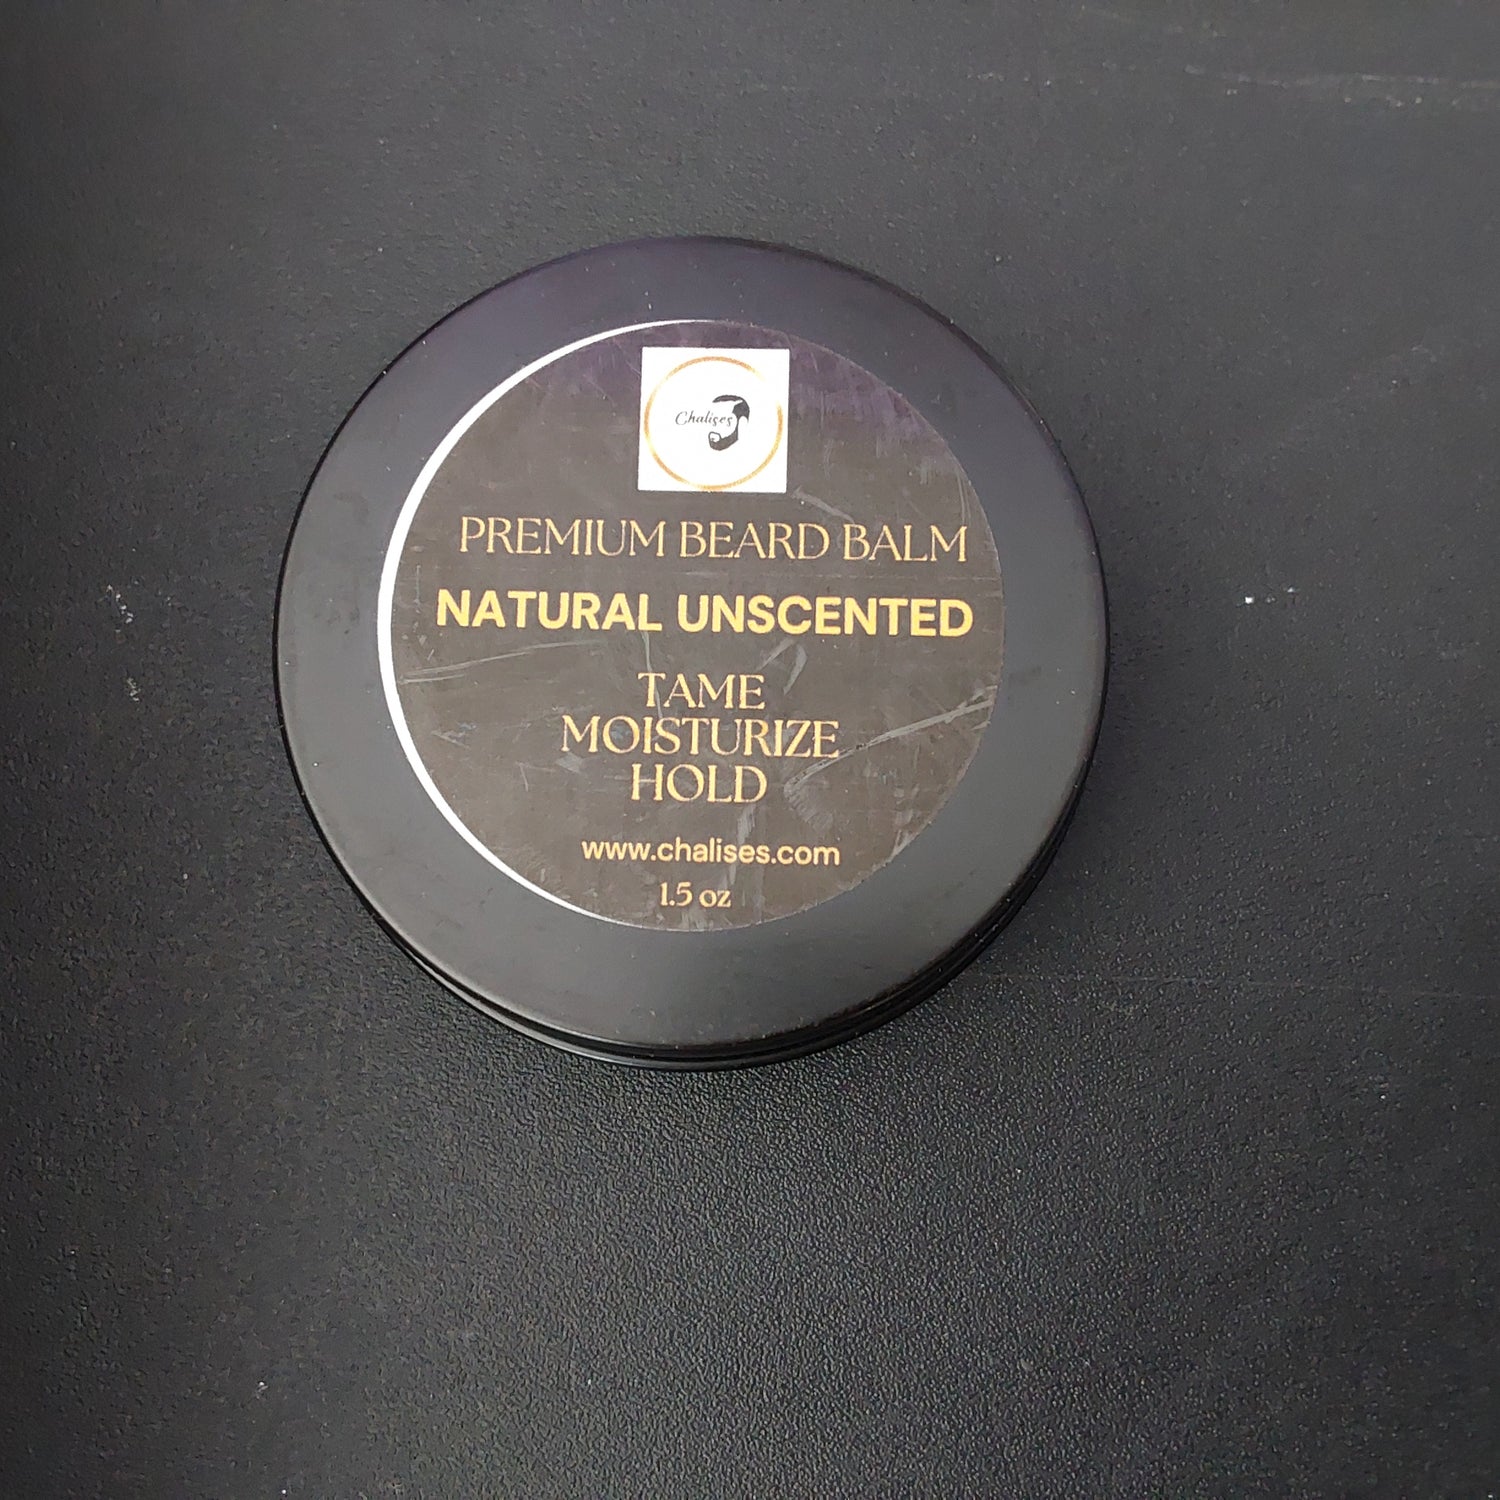 Chalises
PREMIUM BEARD BALM
NATURAL UNSCENTED
TAME
MOISTURIZE
HOLD
www.chalises.com
1.5 oz